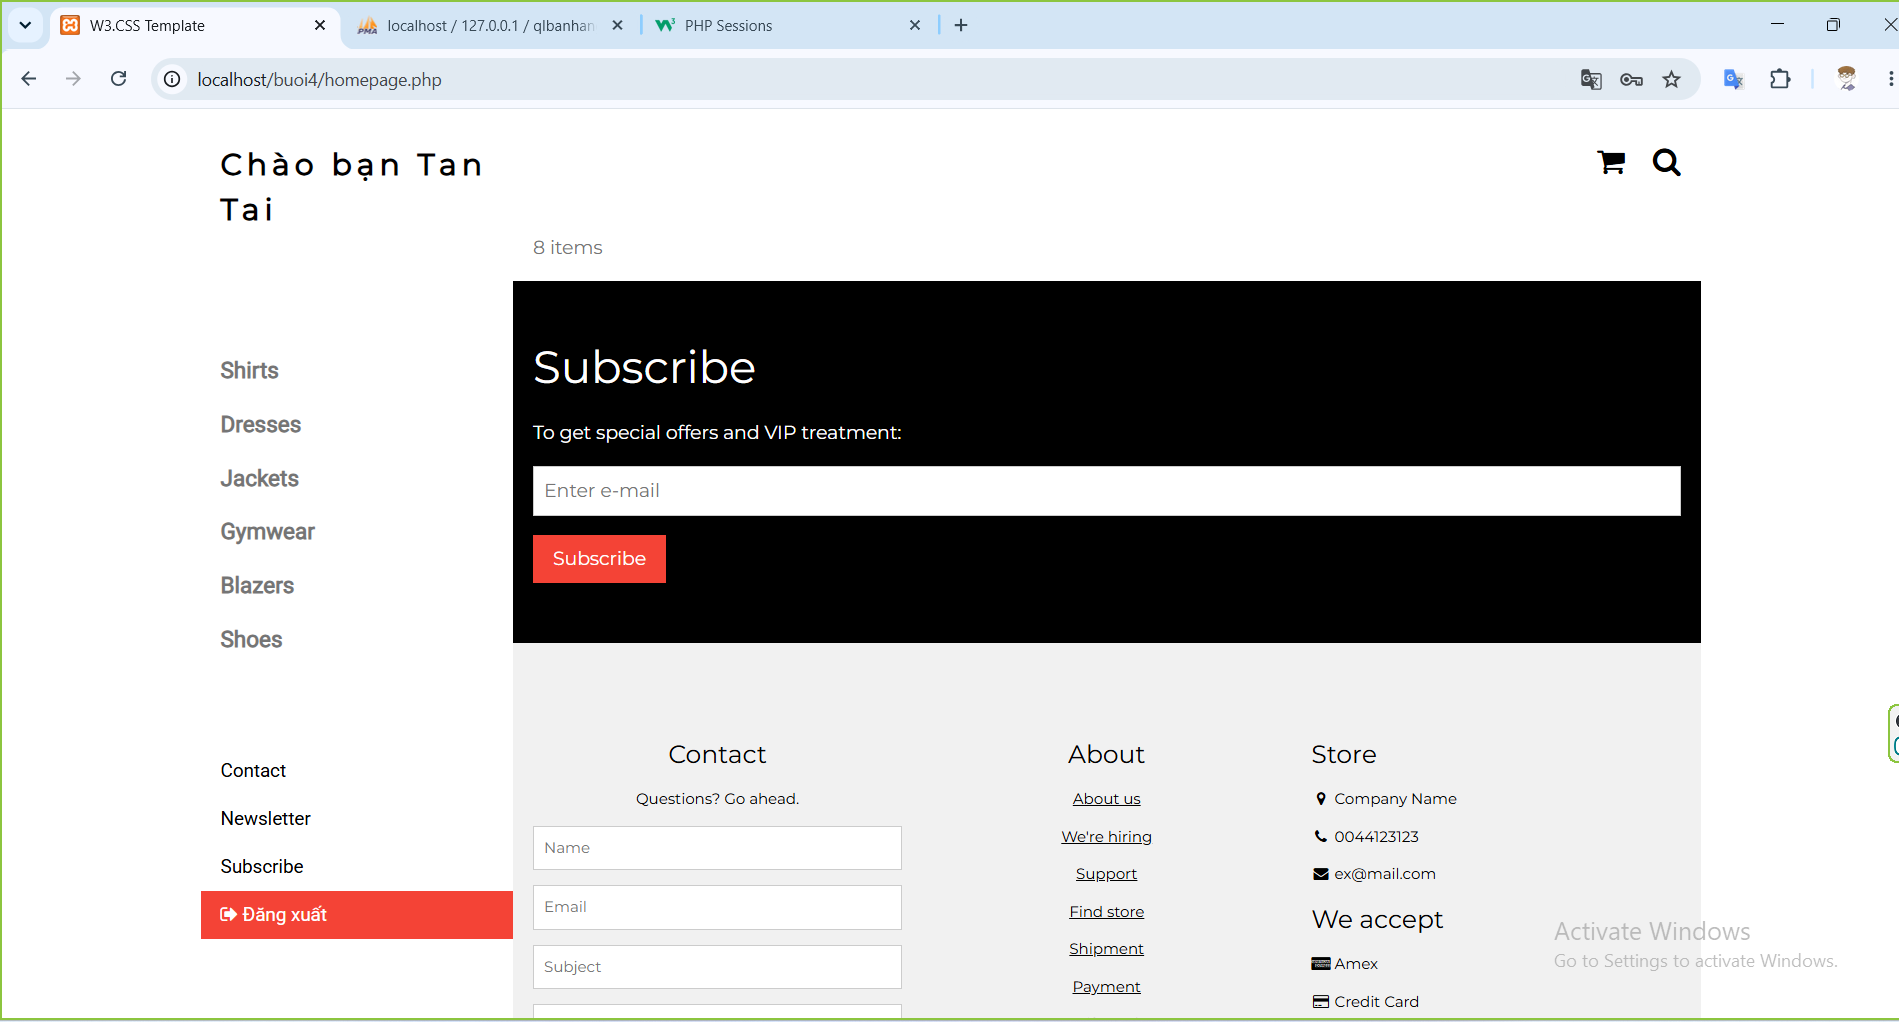 W3.CSS Template
localhost / 127.0.0.1 / qlbanhan
PHP Sessions
localhost/buoi4/homepage.php
Chào bạn Tan
Tai
8 items
Shirts
Dresses
Jackets
Gymwear
Blazers
Shoes
Contact
Newsletter
Subscribe
Đăng xuất
Subscribe
To get special offers and VIP treatment:
Enter e-mail
Subscribe
Contact
Questions? Go ahead.
Name
Email
Subject
About
About us
We're hiring
Support
Find store
Shipment
Payment
Store
Company Name
0044123123
ex@mail.com
We accept
Amex
Credit Card
Activate Windows
Go to Settings to activate Windows.